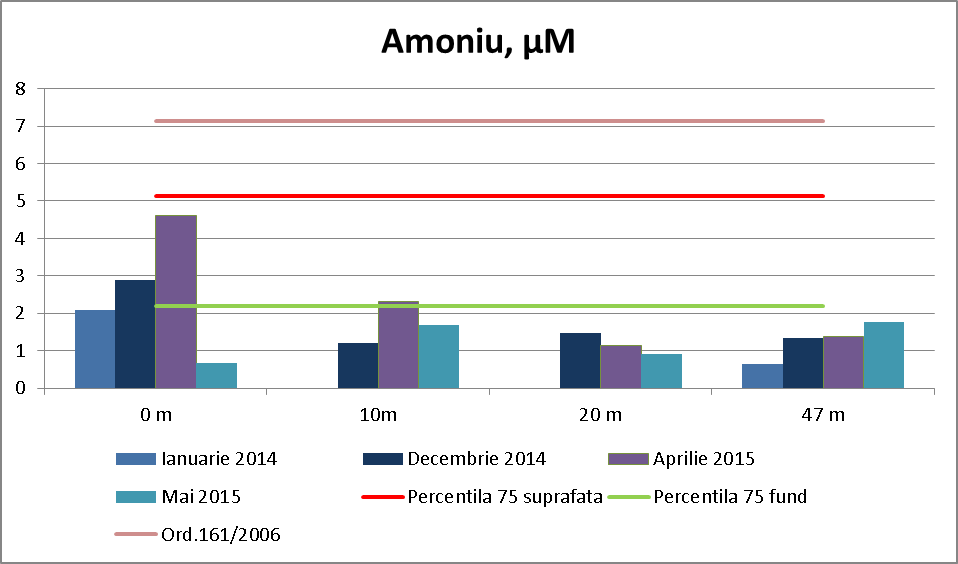 Amoniu, µM
8
7
6
5
4
3
2
1
0
0 m 10m 20 m 47 m
Ianuarie 2014 Decembrie 2014 Aprilie 2015
Mai 2015 Percentila 75 suprafata Percentila 75 fund
Ord.161/2006